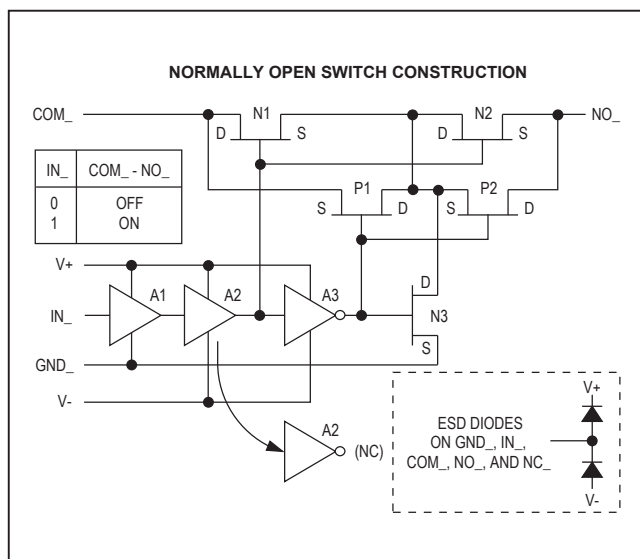 NORMALLY OPEN SWITCH CONSTRUCTION
COM_
N1
N2
NO_
D
S
D
S
IN_ COM_ - NO_
0 OFF
1 ON
P1
P2
S
D
S
D
V+
A1
A2
A3
D
IN_
N3
S
GND_
V-
A2
(NC)
ESD DIODES
ON GND_, IN_,
COM_, NO_, AND NC_
V+
V-